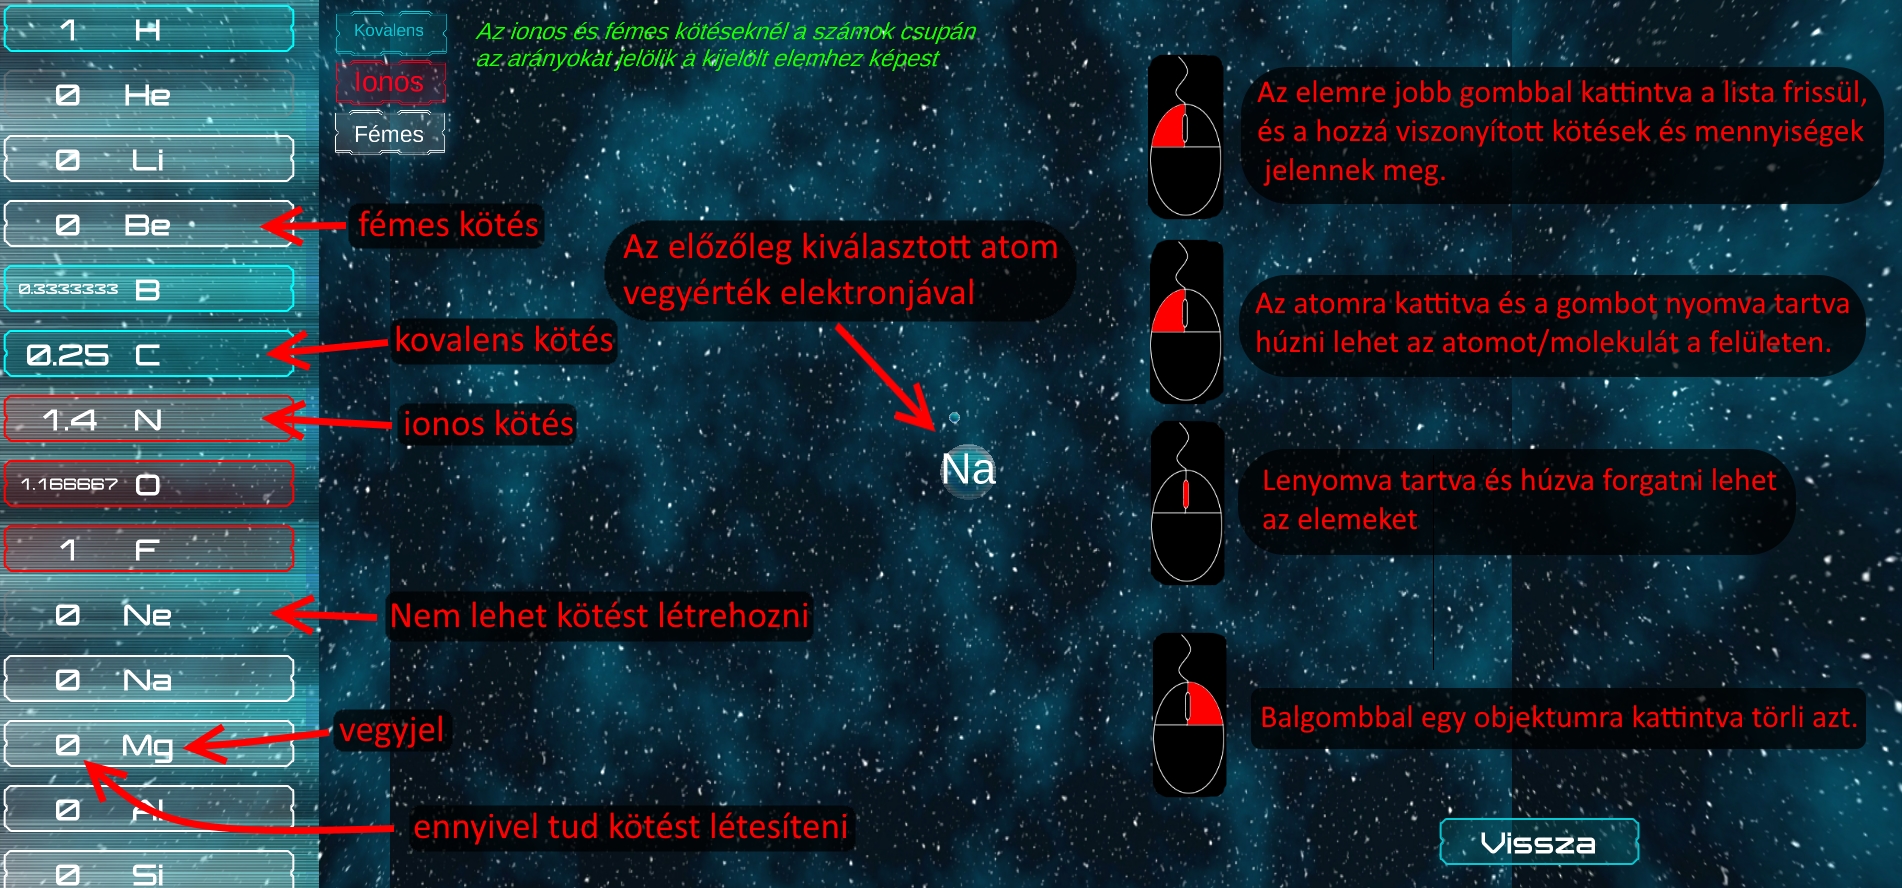 1 H
0 He
0 Li
0 Be
0.3333333 B
0.25 C
1.4 N
1.166667 O
1 F
0 Ne
0 Na
0 Mg
0 Al
0 Si
Kovalens
Ionos
Fémes
Az ionos és fémes kötéseknél a számok csupán
az arányokat jelölik a kijelölt elemhez képest
fémes kötés
kovalens kötés
ionos kötés
Nem lehet kötést létrehozni
vegyjel
ennyivel tud kötést létesíteni
Az előzőleg kiválasztott atom
vegyérték elektronjával
Na
Az elemre jobb gombbal kattintva a lista frissül,
és a hozzá viszonyított kötések és mennyiségek
jelennek meg.
Az atomra kattitva és a gombot nyomva tartva
húzni lehet az atomot/molekulát a felületen.
Lenyomva tartva és húzva forgatni lehet
az elemeket
Balgombbal egy objektumra kattintva törli azt.
Vissza